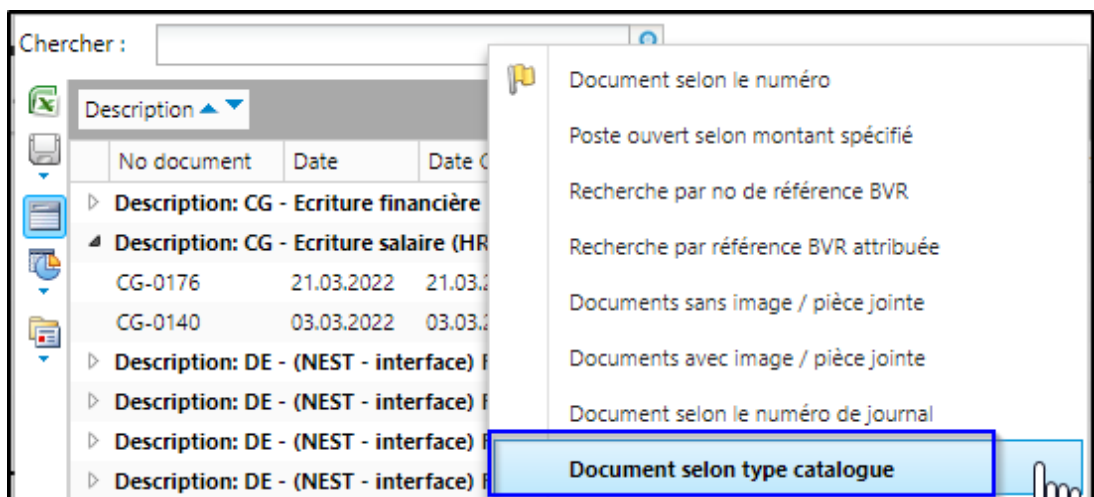 Chercher :
Document selon le numéro
Description
Poste ouvert selon montant spécifié
No document Date Date
Recherche par no de référence BVR
Description: CG - Ecriture financière
Description: CG - Ecriture salaire (HR
Recherche par référence BVR attribuée
CG-0176 21.03.2022 21.03.
Documents sans image / pièce jointe
CG-0140 03.03.2022 03.03.
Documents avec image / pièce jointe
Description: DE - (NEST - interface)
Description: DE - (NEST - interface)
Document selon le numéro de journal
Description: DE - (NEST - interface)
Document selon type catalogue
Description: DE - (NEST - interface)